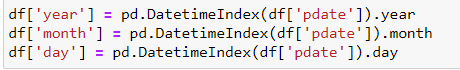 df['year'] = pd.DatetimeIndex(df['pdate']).year
df['month'] = pd.DatetimeIndex(df['pdate']).month
df['day'] = pd.DatetimeIndex(df['pdate']).day